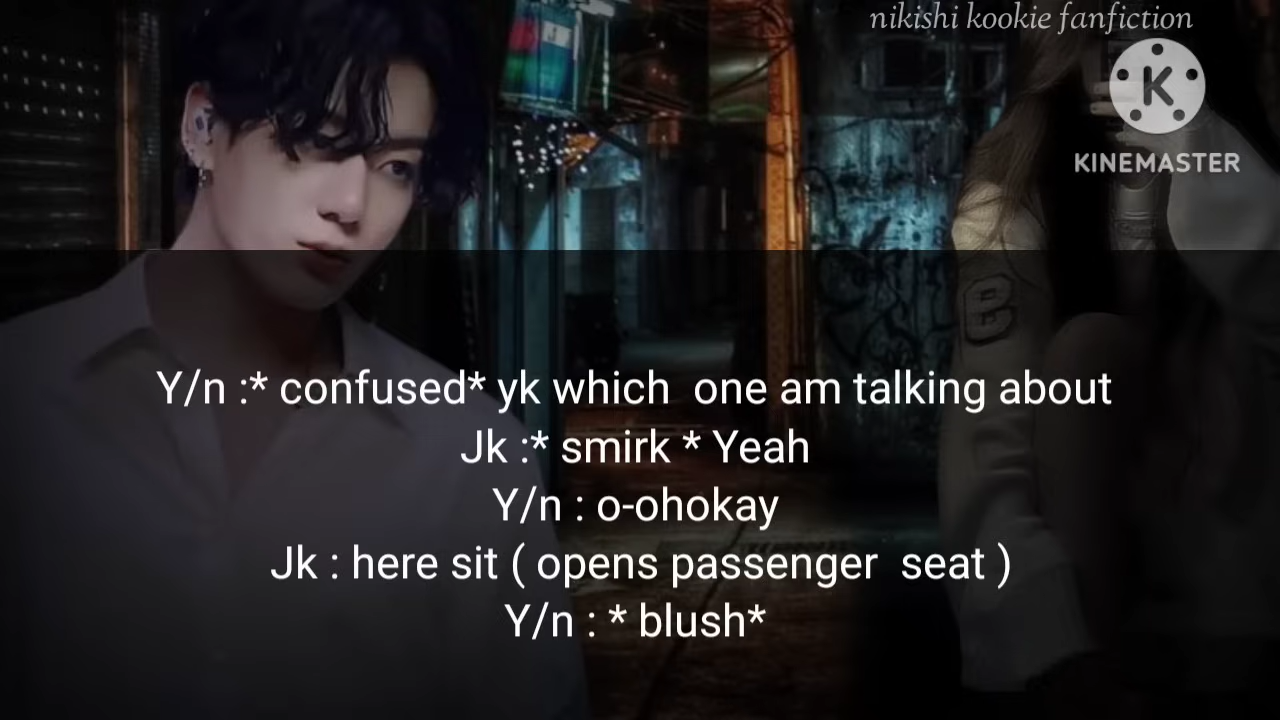 nikishi kookie fanfiction
K
KINEMASTER
Y/n :* confused* yk which  one am talking about
Jk :* smirk * Yeah
Y/n : o-ohokay
Jk : here sit ( opens passenger  seat )
Y/n : * blush*